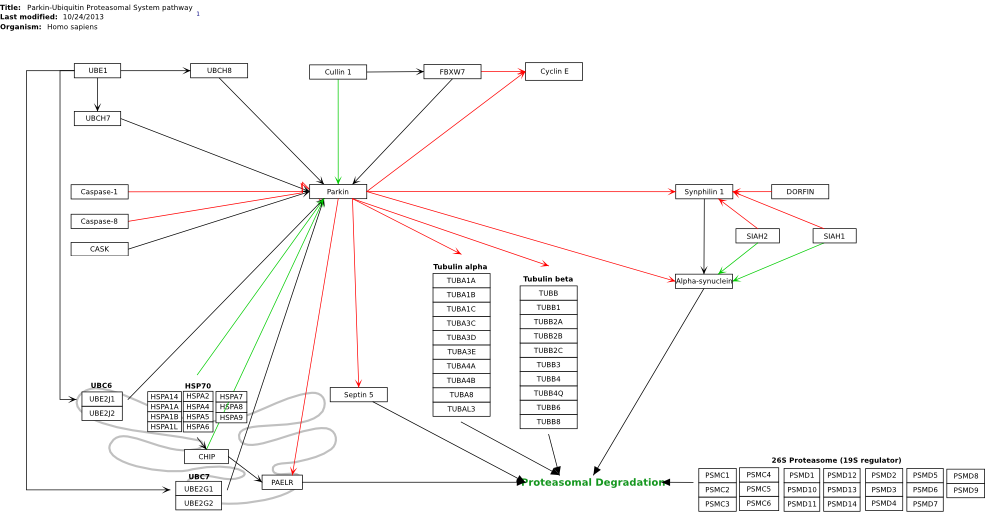 Title: Parkin-Ubiquitin Proteasomal System pathway
Last modified: 10/24/2013
1
Organism: Homo sapiens
UBE1
UBCH8
Cullin 1
FBXW7
Cyclin E
UBCH7
Caspase-1
Parkin
Synphilin 1
DORFIN
Caspase-8
SIAH2
SIAH1
CASK
Alpha-synuclein
Tubulin alpha
TUBA1A
TUBA1B
TUBA1C
TUBA3C
TUBA3D
TUBA3E
TUBA4A
TUBA4B
TUBA8
TUBAL3
Tubulin beta
TUBB
TUBB1
TUBB2A
TUBB2B
TUBB2C
TUBB3
TUBB4
TUBB4Q
TUBB6
TUBB8
UBC6
UBE2J1
UBE2J2
HSP70
HSPA14
HSPA1A
HSPA1B
HSPA1L
HSPA2
HSPA4
HSPA5
HSPA6
HSPA7
HSPA8
HSPA9
Septin 5
CHIP
UBC7
UBE2G1
UBE2G2
PAELR
Proteasomal Degradation
26S Proteasome (19S regulator)
PSMC1
PSMC2
PSMC3
PSMC4
PSMC5
PSMC6
PSMD1
PSMD10
PSMD11
PSMD12
PSMD13
PSMD14
PSMD2
PSMD3
PSMD4
PSMD5
PSMD6
PSMD7
PSMD8
PSMD9